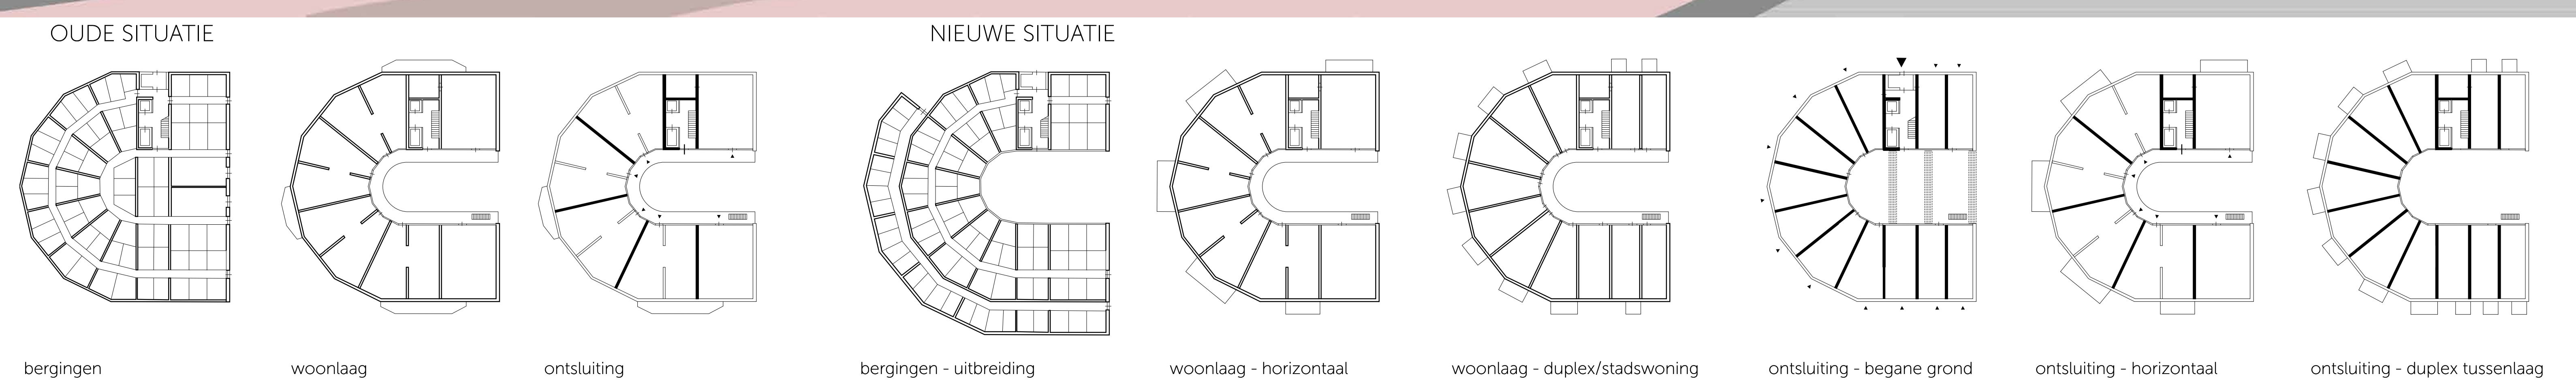 OUDE SITUATIE
NIEUWE SITUATIE
bergingen
woonlaag
ontsluiting
bergingen - uitbreiding
woonlaag - horizontaal
woonlaag - duplex/stadswoning
ontsluiting - begane grond
ontsluiting - horizontaal
ontsluiting - duplex tussenlaag